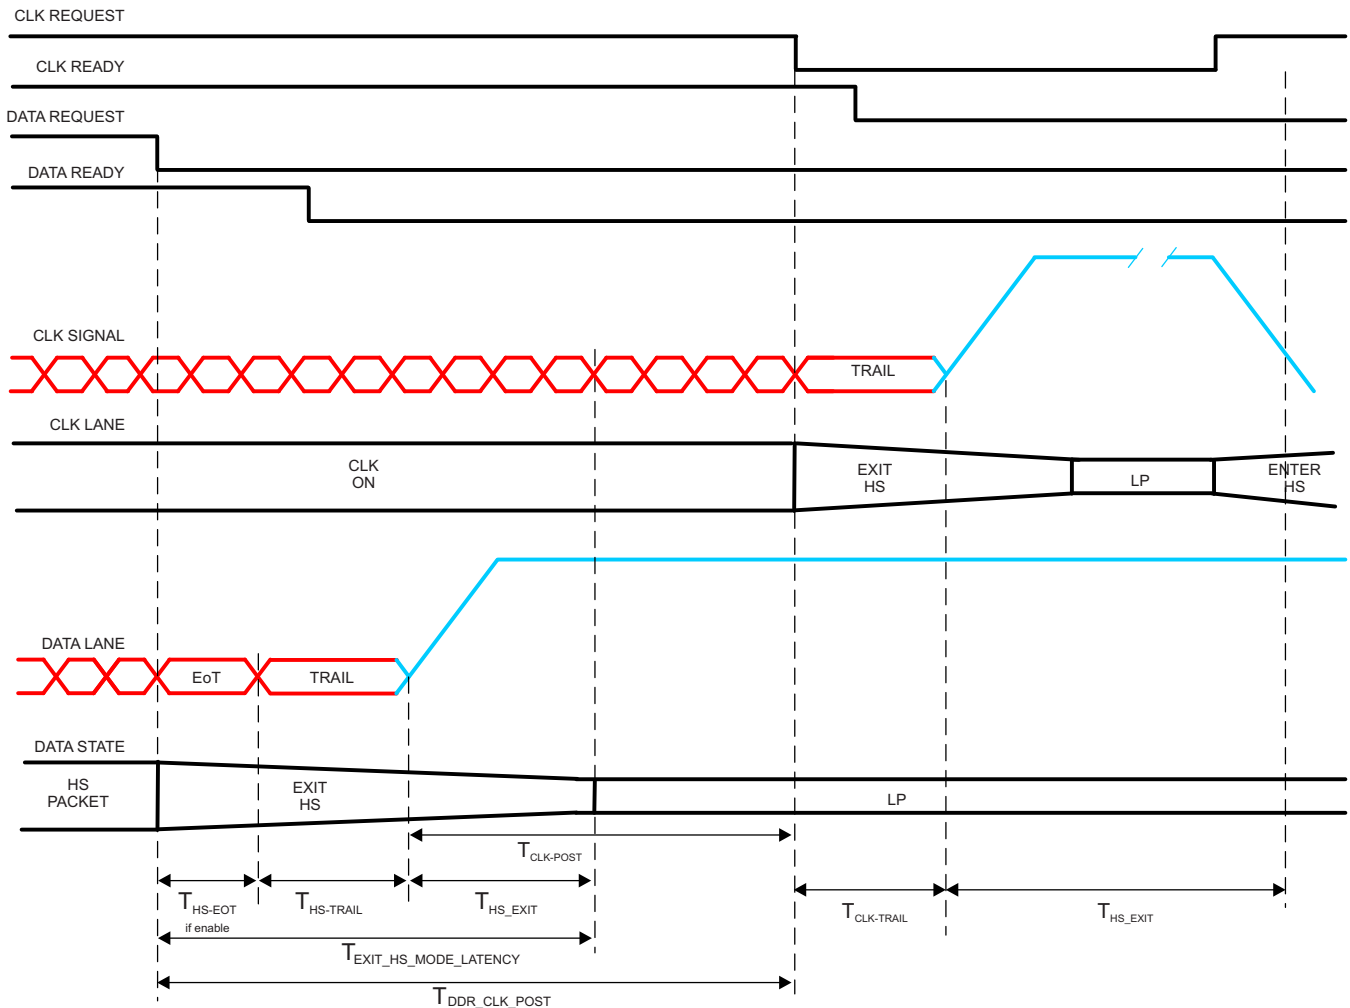 CLK REQUEST
CLK READY
DATA REQUEST
DATA READY
CLK SIGNAL
TRAIL
CLK LANE
CLK
ON
EXIT
HS
LP
ENTER
HS
DATA LANE
EoT
TRAIL
DATA STATE
HS
PACKET
EXIT
HS
LP
TCLK-POST
THS-EOT
if enable
THS-TRAIL
THS_EXIT
TCLK-TRAIL
THS_EXIT
TEXIT_HS_MODE_LATENCY
TDDR_CLK_POST